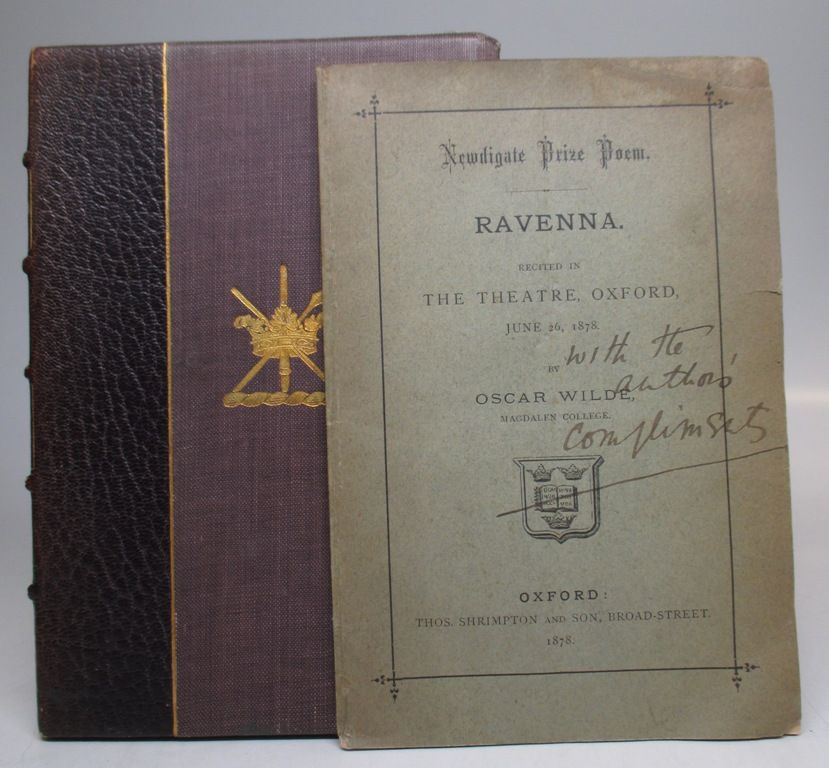 Newdigate Prize Poem.
RAVENNA.
RECITED IN
THE THEATRE, OXFORD,
JUNE 26, 1878.
BY
with the
author's
OSCAR WILDE,
MAGDALEN COLLEGE.
compliments
OXFORD:
THOS. SHRIMPTON AND SON, BROAD-STREET.
1878.